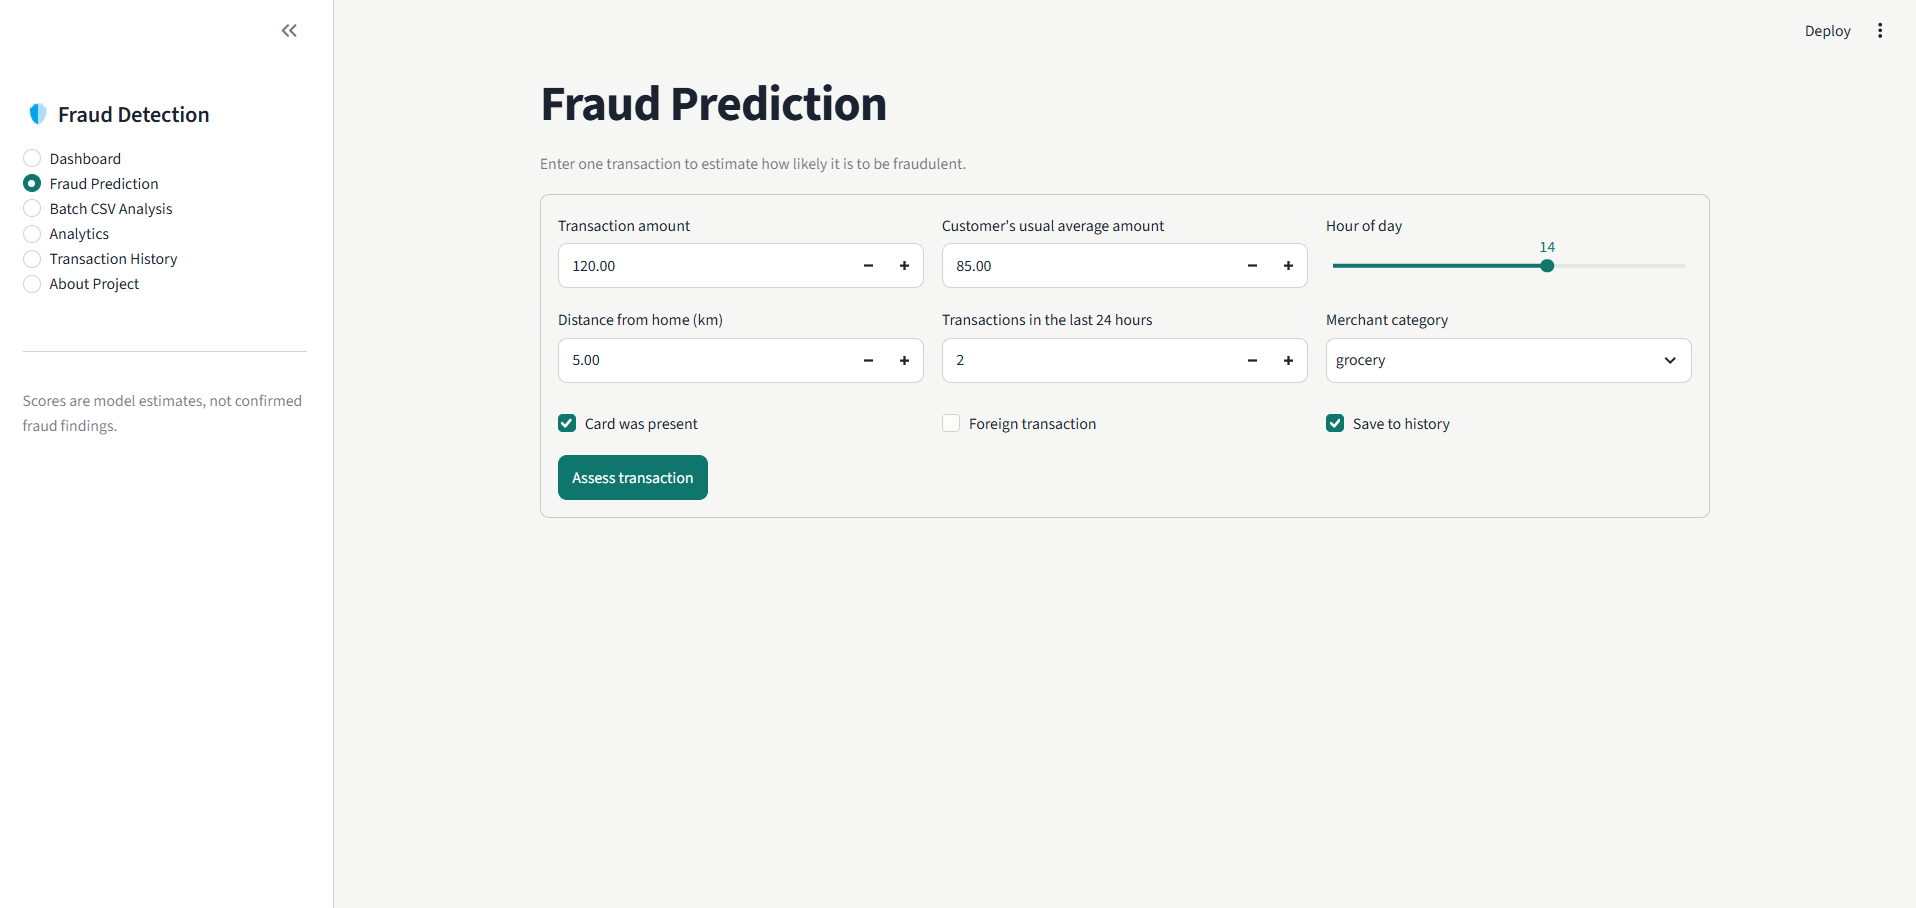 Deploy
Fraud Detection
Dashboard
Fraud Prediction
Batch CSV Analysis
Analytics
Transaction History
About Project
Scores are model estimates, not confirmed
fraud findings.
Fraud Prediction
Enter one transaction to estimate how likely it is to be fraudulent.
Transaction amount
120.00
Customer's usual average amount
85.00
Hour of day
14
Distance from home (km)
5.00
Transactions in the last 24 hours
2
Merchant category
grocery
Card was present
Foreign transaction
Save to history
Assess transaction